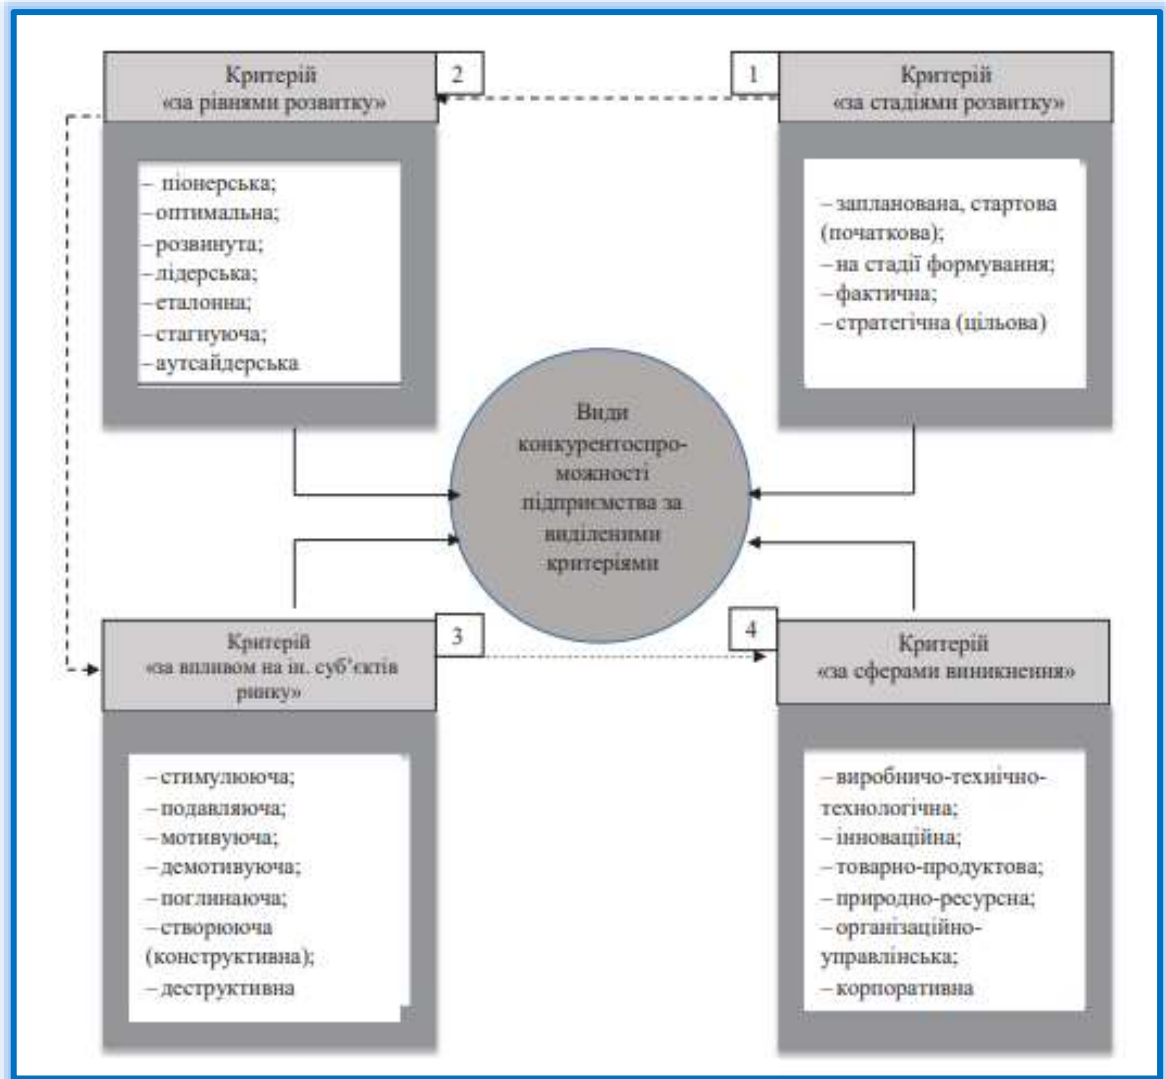 Критерій
«за рівнями розвитку»
2
– піонерська;
– оптимальна;
– розвинута;
– лідерська;
– еталонна;
– стагнуюча;
– аутсайдерська
1
Критерій
«за стадіями розвитку»
– запланована, стартова
(початкова);
– на стадії формування;
– фактична;
– стратегічна (цільова)
Види
конкурентоспро-
можності
підприємства за
виділеними
критеріями
Критерій
«за впливом на ін. суб’єктів
ринку»
3
– стимулююча;
– подавляюча;
– мотивуюча;
– демотивуюча;
– поглинаюча;
– створююча
(конструктивна);
– деструктивна
4
Критерій
«за сферами виникнення»
– виробничо-технічно-
технологічна;
– інноваційна;
– товарно-продуктова;
– природно-ресурсна;
– організаційно-
управлінська;
– корпоративна